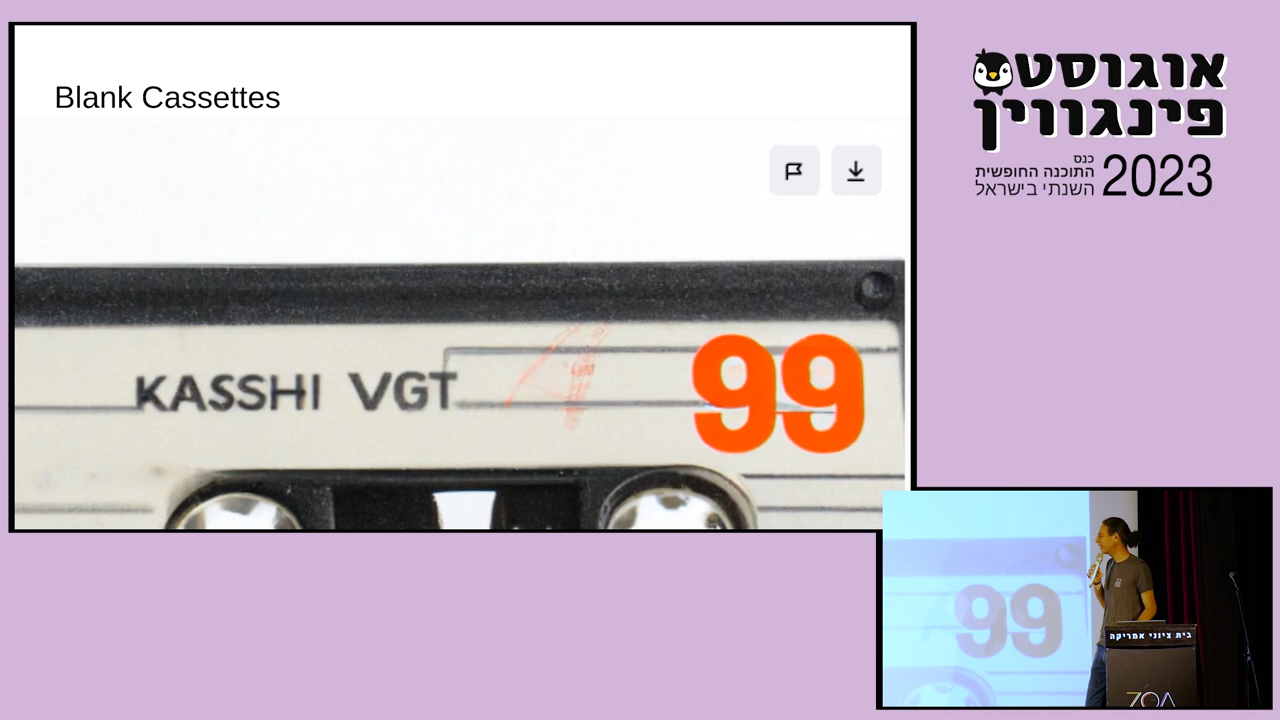 Blank Cassettes
KASSHI VGT
99
אוגוסט
פינגווין
כנס
התוכנה החופשית
השנתי בישראל
2023
99
בית ציוני אמריקה
ZOA